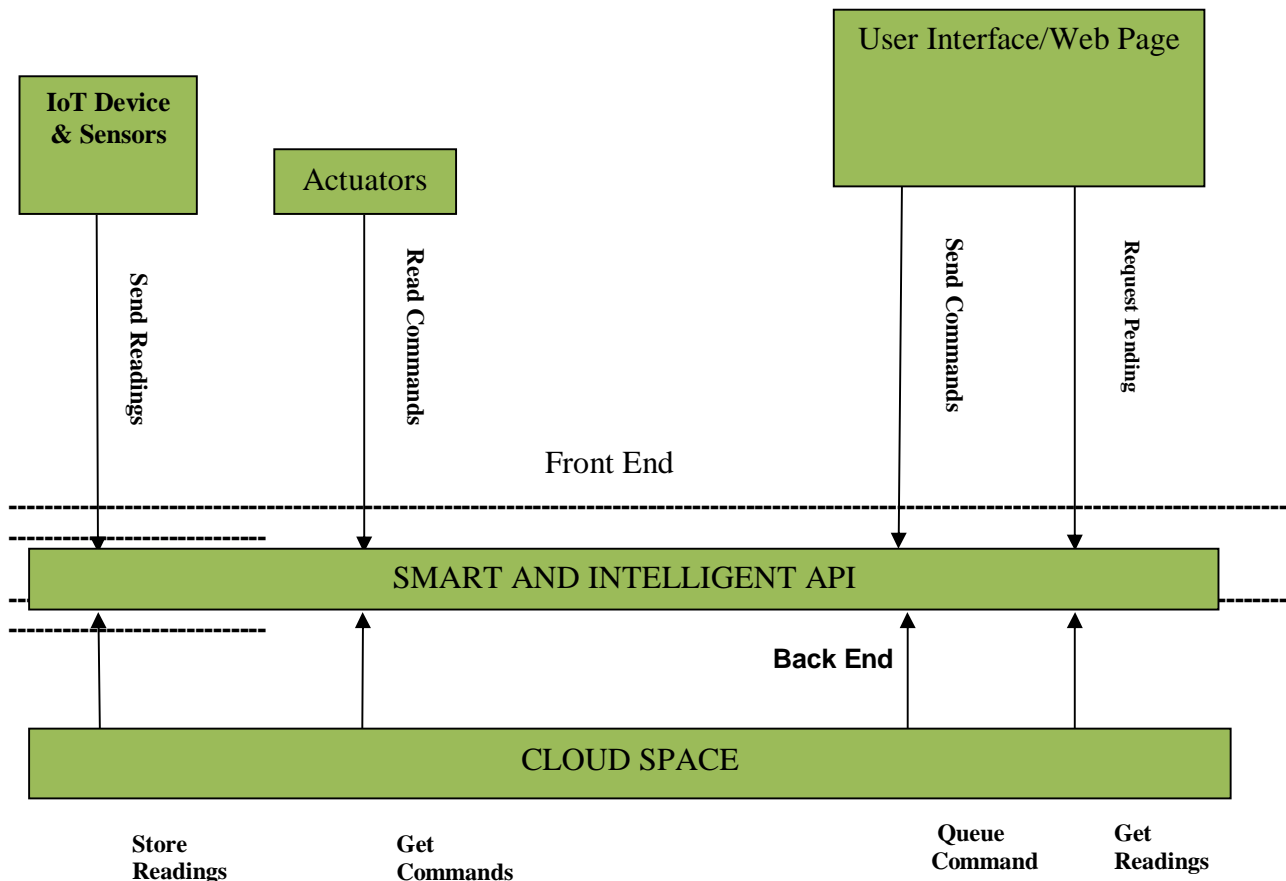 User Interface/Web Page
IoT Device
& Sensors
Actuators
Send Readings
Read Commands
Send Commands
Request Pending
Front End
SMART AND INTELLIGENT API
Back End
CLOUD SPACE
Store
Readings
Get
Commands
Queue
Command
Get
Readings